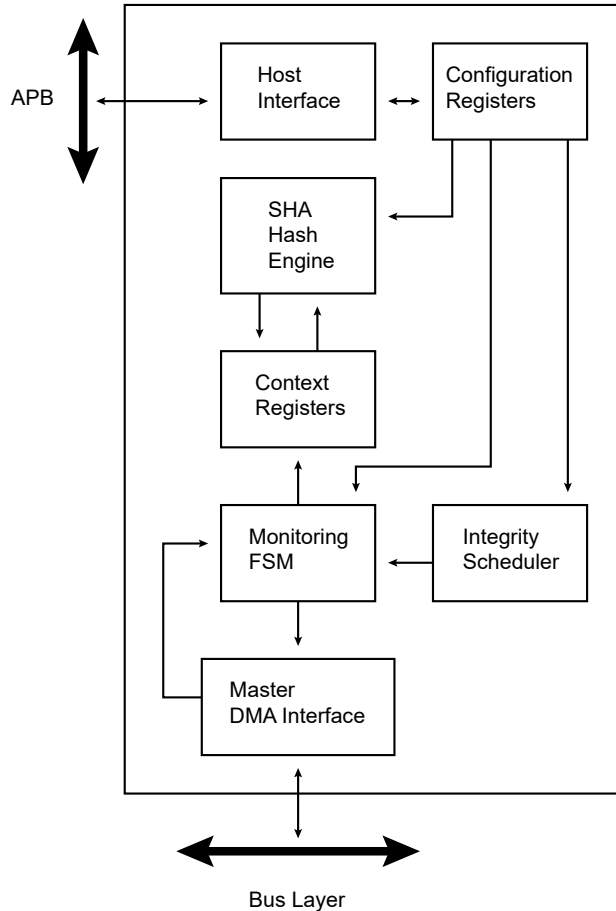 APB
Host
Interface
Configuration
Registers
SHA
Hash
Engine
Context
Registers
Monitoring
FSM
Integrity
Scheduler
Master
DMA Interface
Bus Layer